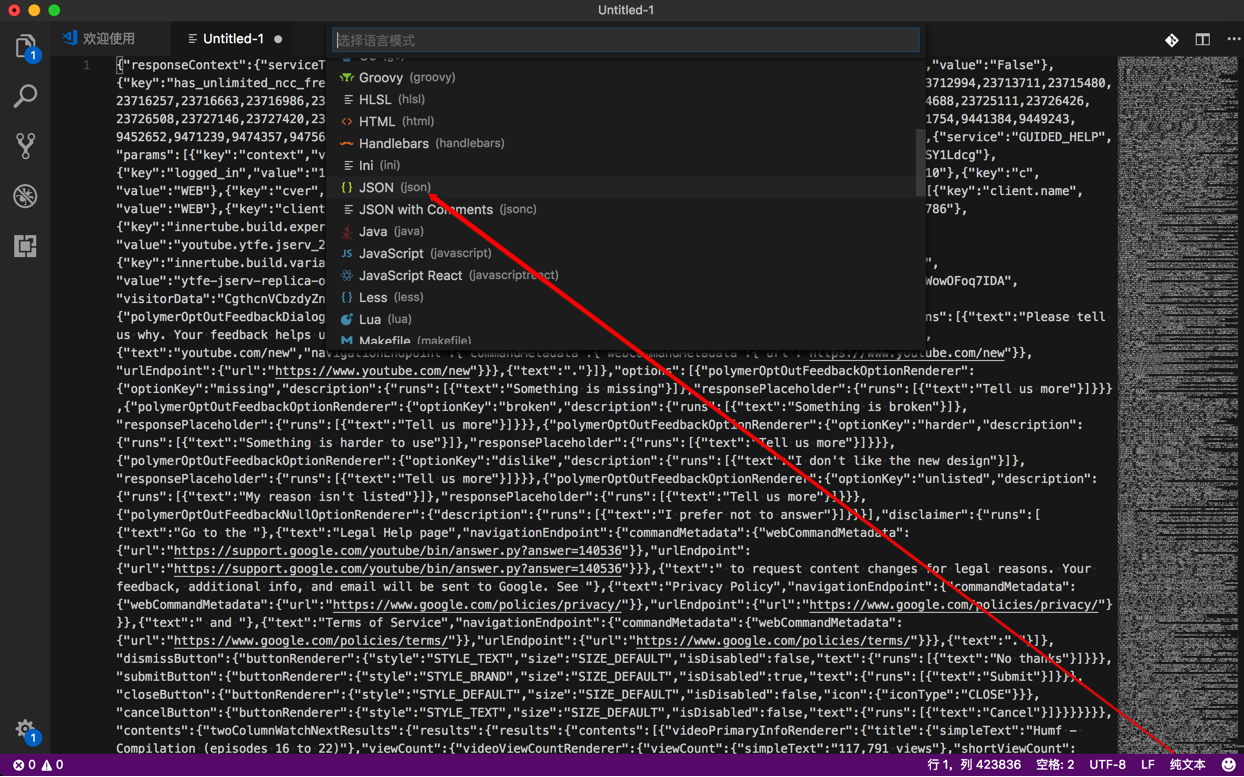 Untitled-1
欢迎使用
Untitled-1
选择语言模式
Groovy (groovy)
HLSL (hlsl)
HTML (html)
Handlebars (handlebars)
Ini (ini)
JSON (json)
JSON with Comments (jsonc)
Java (java)
JavaScript (javascript)
JavaScript React (javascriptreact)
Less (less)
Lua (lua)
Makefile (makefile)
1
{"responseContext":{"serviceT ,"value":"False"},
{"key":"has_unlimited_ncc_fre 3712994,23713711,23715480,
23716257,23716663,23716986,23 4688,23725111,23726426,
23726508,23727146,23727420,23 1754,9441384,9449243,
9452652,9471239,9474357,94756 ,{"service":"GUIDED_HELP",
"params":[{"key":"context","v SY1Ldcg"},
{"key":"logged_in","value":"1 10"},{"key":"c",
"value":"WEB"},{"key":"cver", [{"key":"client.name",
"value":"WEB"},{"key":"client 786"},
{"key":"innertube.build.exper
"value":"youtube.ytfe.jserv_2
{"key":"innertube.build.varia ",
"value":"ytfe-jserv-replica-o WowOFoq7IDA",
"visitorData":"CgthcnVCbzdyZn
{"polymerOptOutFeedbackDialog ns":[{"text":"Please tell
us why. Your feedback helps u
{"text":"youtube.com/new","navigationEndpoint":{"commandMetadata":{"webCommandMetadata":{"url":"https://www.youtube.com/new"}},
"urlEndpoint":{"url":"https://www.youtube.com/new"}}},{"text":"."}]},"options":[{"polymerOptOutFeedbackOptionRenderer":
{"optionKey":"missing","description":{"runs":[{"text":"Something is missing"}]},"responsePlaceholder":{"runs":[{"text":"Tell us more"}]}}}
,{"polymerOptOutFeedbackOptionRenderer":{"optionKey":"broken","description":{"runs":[{"text":"Something is broken"}]},
"responsePlaceholder":{"runs":[{"text":"Tell us more"}]}}},{"polymerOptOutFeedbackOptionRenderer":{"optionKey":"harder","description":
{"runs":[{"text":"Something is harder to use"}]},"responsePlaceholder":{"runs":[{"text":"Tell us more"}]}}},
{"polymerOptOutFeedbackOptionRenderer":{"optionKey":"dislike","description":{"runs":[{"text":"I don't like the new design"}]},
"responsePlaceholder":{"runs":[{"text":"Tell us more"}]}}},{"polymerOptOutFeedbackOptionRenderer":{"optionKey":"unlisted","description":
{"runs":[{"text":"My reason isn't listed"}]},"responsePlaceholder":{"runs":[{"text":"Tell us more"}]}}},
{"polymerOptOutFeedbackNullOptionRenderer":{"description":{"runs":[{"text":"I prefer not to answer"}]}}}],"disclaimer":{"runs":[
{"text":"Go to the "},{"text":"Legal Help page","navigationEndpoint":{"commandMetadata":{"webCommandMetadata":
{"url":"https://support.google.com/youtube/bin/answer.py?answer=140536"}},"urlEndpoint":
{"url":"https://support.google.com/youtube/bin/answer.py?answer=140536"}}},{"text":" to request content changes for legal reasons. Your
feedback, additional info, and email will be sent to Google. See "},{"text":"Privacy Policy","navigationEndpoint":{"commandMetadata":
{"webCommandMetadata":{"url":"https://www.google.com/policies/privacy/"}},"urlEndpoint":{"url":"https://www.google.com/policies/privacy/"}
}},{"text":" and "},{"text":"Terms of Service","navigationEndpoint":{"commandMetadata":{"webCommandMetadata":
{"url":"https://www.google.com/policies/terms/"}},"urlEndpoint":{"url":"https://www.google.com/policies/terms/"}}},{"text":"."}]},
"dismissButton":{"buttonRenderer":{"style":"STYLE_TEXT","size":"SIZE_DEFAULT","isDisabled":false,"text":{"runs":[{"text":"No thanks"}]}}},
"submitButton":{"buttonRenderer":{"style":"STYLE_BRAND","size":"SIZE_DEFAULT","isDisabled":true,"text":{"runs":[{"text":"Submit"}]}}},
"closeButton":{"buttonRenderer":{"style":"STYLE_DEFAULT","size":"SIZE_DEFAULT","isDisabled":false,"icon":{"iconType":"CLOSE"}}},
"cancelButton":{"buttonRenderer":{"style":"STYLE_TEXT","size":"SIZE_DEFAULT","isDisabled":false,"text":{"runs":[{"text":"Cancel"}]}}}}}},
"contents":{"twoColumnWatchNextResults":{"results":{"results":{"contents":[{"videoPrimaryInfoRenderer":{"title":{"simpleText":"Humf -
Compilation (episodes 16 to 22)"},"viewCount":{"videoViewCountRenderer":{"viewCount":{"simpleText":"117,791 views"},"shortViewCount":
1
1
0 0
行 1，列 423836 空格: 2 UTF-8 LF 纯文本